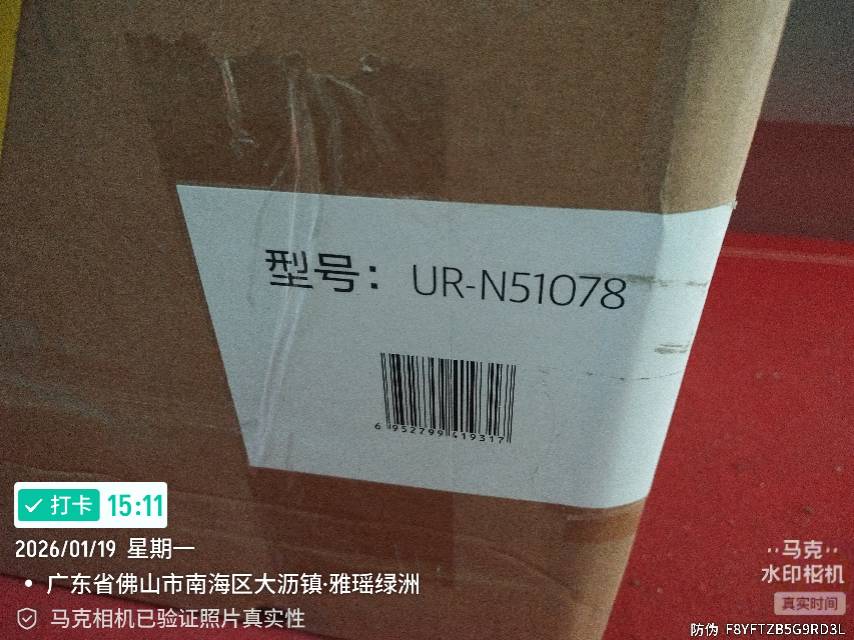 型号： UR-N51078
6 952799 419317
打卡 15:11
2026/01/19 星期一
广东省佛山市南海区大沥镇·雅瑶绿洲
马克相机已验证照片真实性
马克
水印相机
真实时间
防伪 F8YFTZB5G9RD3L